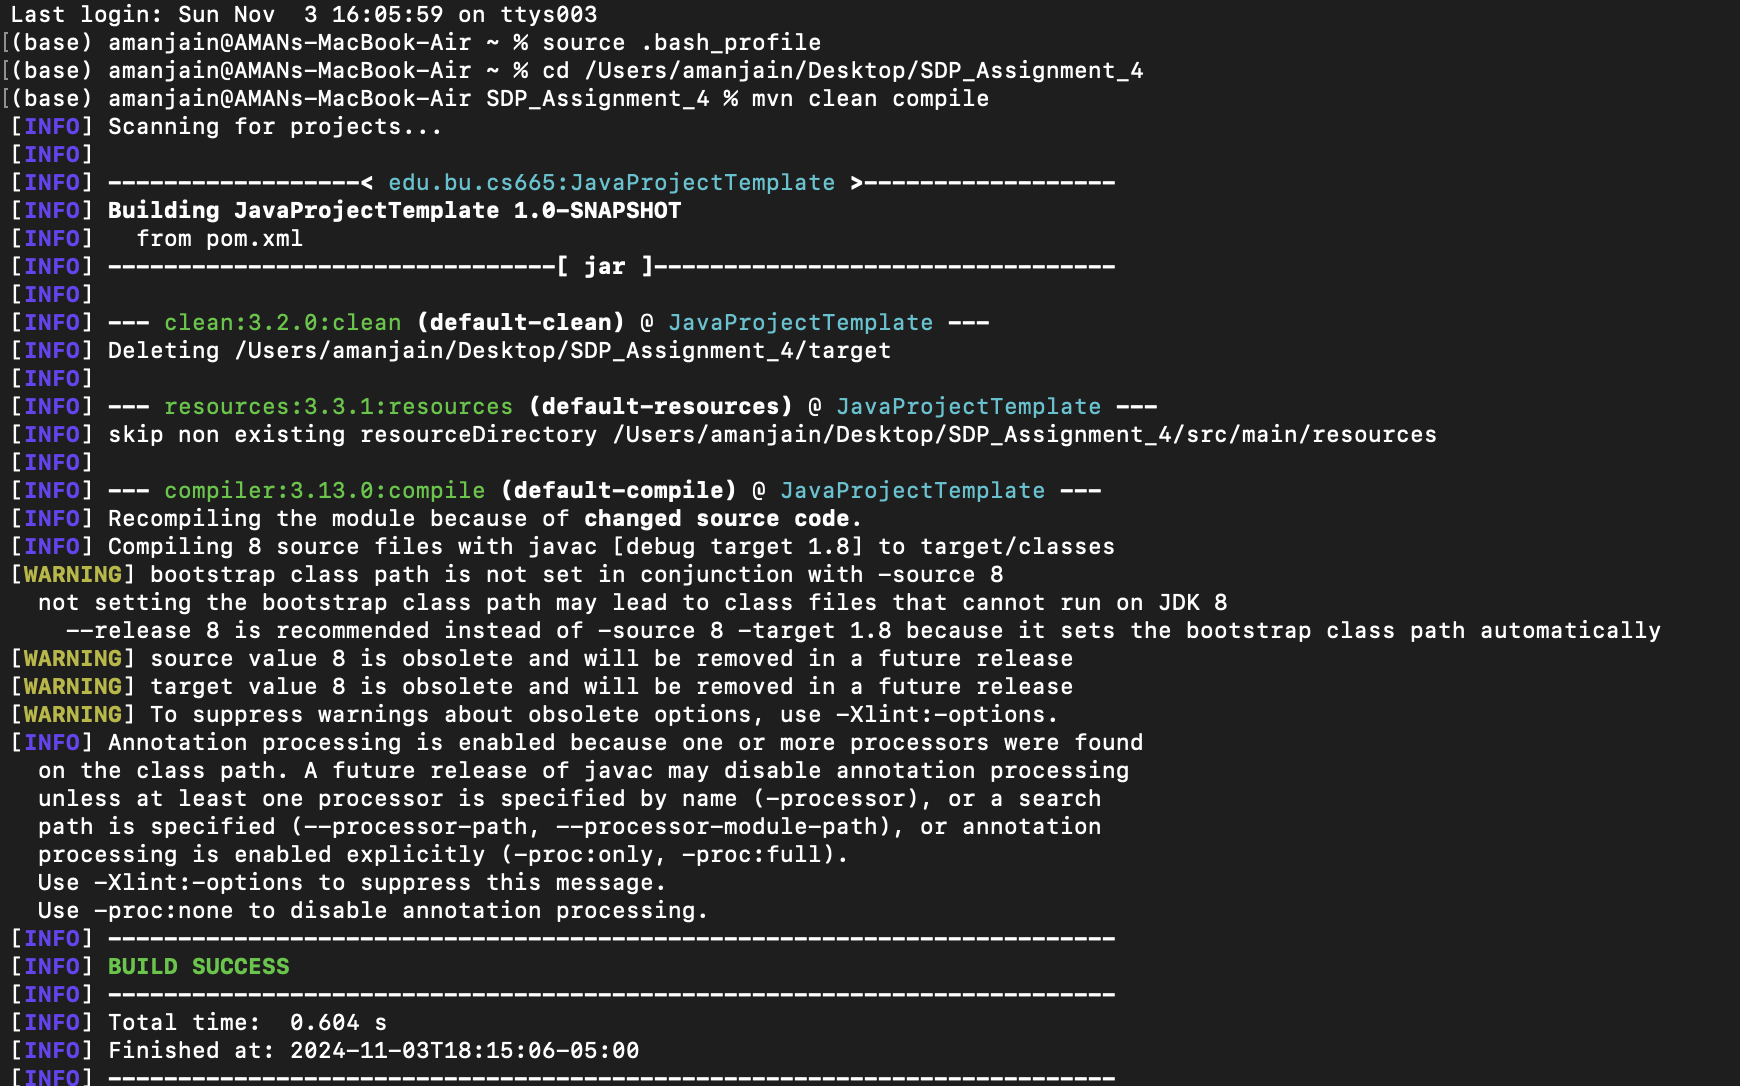 Last login: Sun Nov  3 16:05:59 on ttys003
[(base) amanjain@AMANs-MacBook-Air ~ % source .bash_profile
[(base) amanjain@AMANs-MacBook-Air ~ % cd /Users/amanjain/Desktop/SDP_Assignment_4
[(base) amanjain@AMANs-MacBook-Air SDP_Assignment_4 % mvn clean compile
[INFO] Scanning for projects...
[INFO]
[INFO] ------------------< edu.bu.cs665:JavaProjectTemplate >------------------
[INFO] Building JavaProjectTemplate 1.0-SNAPSHOT
[INFO]   from pom.xml
[INFO] --------------------------------[ jar ]---------------------------------
[INFO]
[INFO] --- clean:3.2.0:clean (default-clean) @ JavaProjectTemplate ---
[INFO] Deleting /Users/amanjain/Desktop/SDP_Assignment_4/target
[INFO]
[INFO] --- resources:3.3.1:resources (default-resources) @ JavaProjectTemplate ---
[INFO] skip non existing resourceDirectory /Users/amanjain/Desktop/SDP_Assignment_4/src/main/resources
[INFO]
[INFO] --- compiler:3.13.0:compile (default-compile) @ JavaProjectTemplate ---
[INFO] Recompiling the module because of changed source code.
[INFO] Compiling 8 source files with javac [debug target 1.8] to target/classes
[WARNING] bootstrap class path is not set in conjunction with -source 8
  not setting the bootstrap class path may lead to class files that cannot run on JDK 8
    --release 8 is recommended instead of -source 8 -target 1.8 because it sets the bootstrap class path automatically
[WARNING] source value 8 is obsolete and will be removed in a future release
[WARNING] target value 8 is obsolete and will be removed in a future release
[WARNING] To suppress warnings about obsolete options, use -Xlint:-options.
[INFO] Annotation processing is enabled because one or more processors were found
  on the class path. A future release of javac may disable annotation processing
  unless at least one processor is specified by name (-processor), or a search
  path is specified (--processor-path, --processor-module-path), or annotation
  processing is enabled explicitly (-proc:only, -proc:full).
  Use -Xlint:-options to suppress this message.
  Use -proc:none to disable annotation processing.
[INFO] ------------------------------------------------------------------------
[INFO] BUILD SUCCESS
[INFO] ------------------------------------------------------------------------
[INFO] Total time:  0.604 s
[INFO] Finished at: 2024-11-03T18:15:06-05:00
[INFO] ------------------------------------------------------------------------